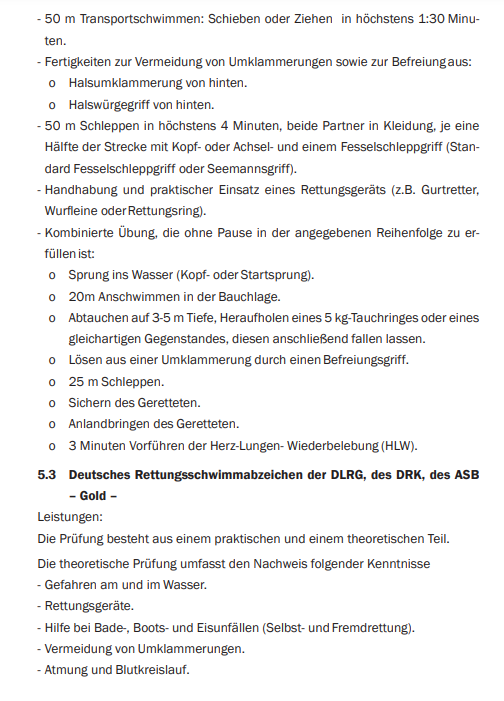 - 50 m Transportschwimmen: Schieben oder Ziehen in höchstens 1:30 Minu-
ten.
- Fertigkeiten zur Vermeidung von Umklammerungen sowie zur Befreiung aus:
o Halsumklammerung von hinten.
o Halswürgegriff von hinten.
- 50 m Schleppen in höchstens 4 Minuten, beide Partner in Kleidung, je eine
Hälfte der Strecke mit Kopf- oder Achsel- und einem Fesselschleppgriff (Stan-
dard Fesselschleppgriff oder Seemannsgriff).
- Handhabung und praktischer Einsatz eines Rettungsgeräts (z.B. Gurtretter,
Wurfleine oder Rettungsring).
- Kombinierte Übung, die ohne Pause in der angegebenen Reihenfolge zu er-
füllen ist:
o Sprung ins Wasser (Kopf- oder Startsprung).
o 20m Anschwimmen in der Bauchlage.
o Abtauchen auf 3-5 m Tiefe, Heraufholen eines 5 kg-Tauchringes oder eines
gleichartigen Gegenstandes, diesen anschließend fallen lassen.
o Lösen aus einer Umklammerung durch einen Befreiungsgriff.
o 25 m Schleppen.
o Sichern des Geretteten.
o Anlandbringen des Geretteten.
o 3 Minuten Vorführen der Herz-Lungen- Wiederbelebung (HLW).
5.3 Deutsches Rettungsschwimmabzeichen der DLRG, des DRK, des ASB
– Gold –
Leistungen:
Die Prüfung besteht aus einem praktischen und einem theoretischen Teil.
Die theoretische Prüfung umfasst den Nachweis folgender Kenntnisse
- Gefahren am und im Wasser.
- Rettungsgeräte.
- Hilfe bei Bade-, Boots- und Eisunfällen (Selbst- und Fremdrettung).
- Vermeidung von Umklammerungen.
- Atmung und Blutkreislauf.